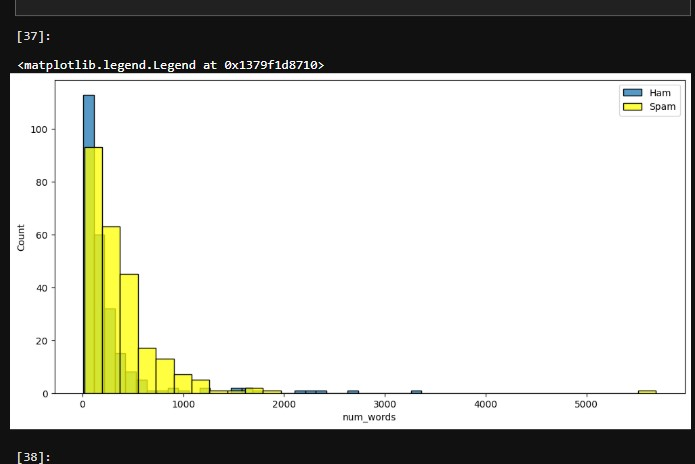 [37]:
<matplotlib.legend.Legend at 0x1379f1d8710>
Ham
Spam
100
80
60
40
20
0
Count
0 1000 2000 3000 4000 5000
num_words
[38]: